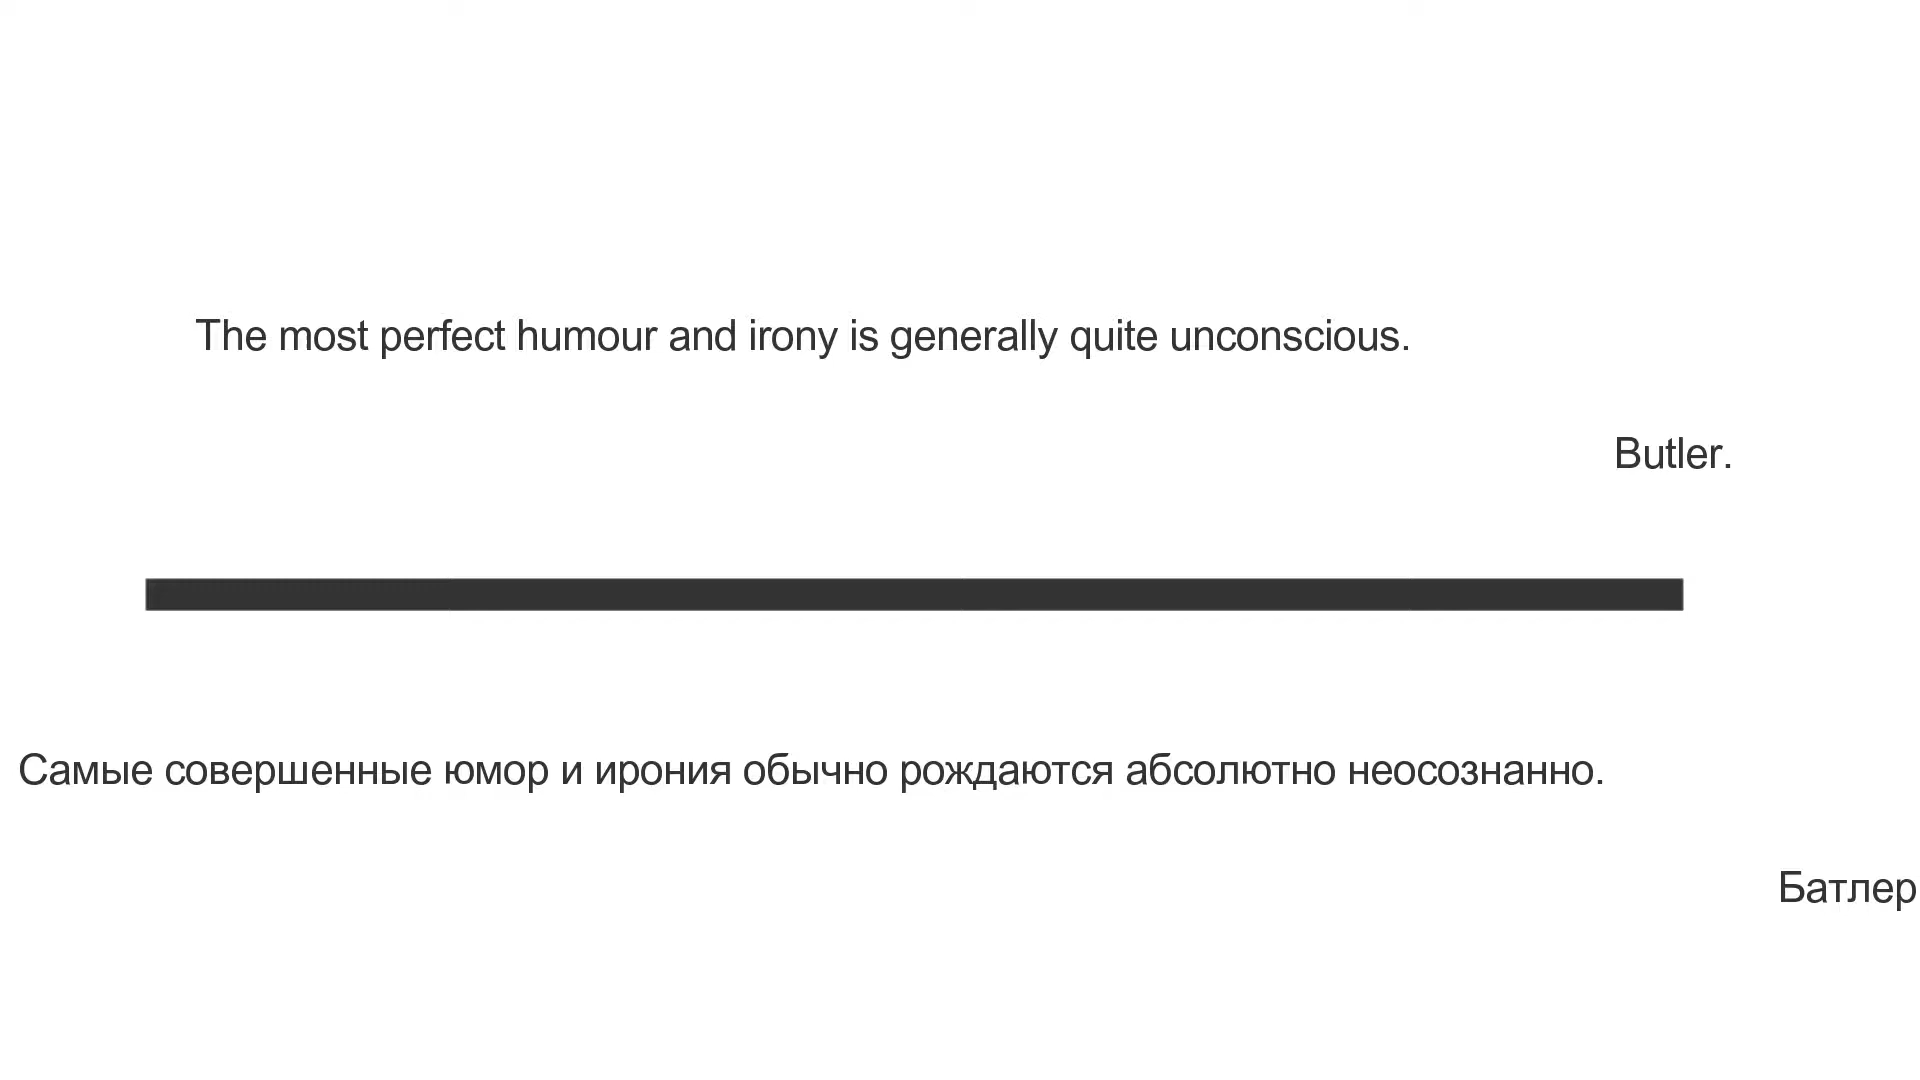 The most perfect humour and irony is generally quite unconscious.
Butler.
Самые совершенные юмор и ирония обычно рождаются абсолютно неосознанно.
Батлер